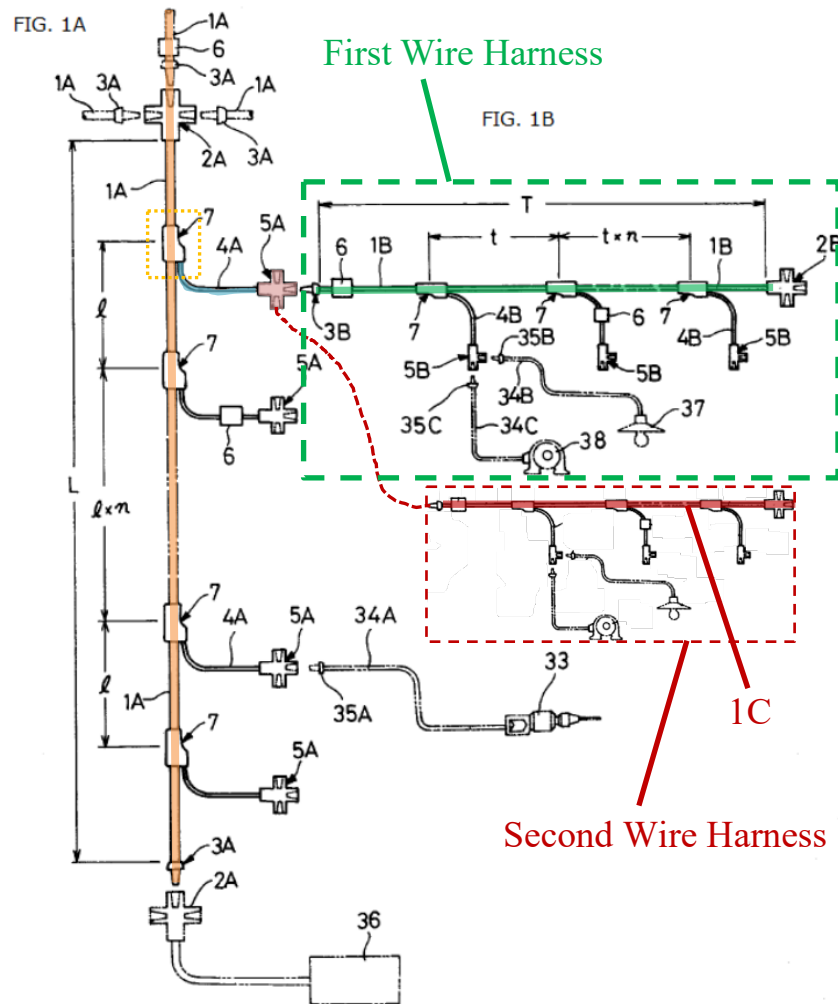 FIG. 1A
1A
6
3A
1A
3A
1A
3A
2A
First Wire Harness
FIG. 1B
1A
7
4A
5A
l
T
t
t×n
6
1B
1B
2B
7
3B
7
4B
7
6
4B
5B
35B
5B
5B
34B
35C
34C
37
38
7
5A
6
L
l×n
7
4A
5A
34A
33
35A
l
1A
7
5A
1C
Second Wire Harness
3A
2A
36